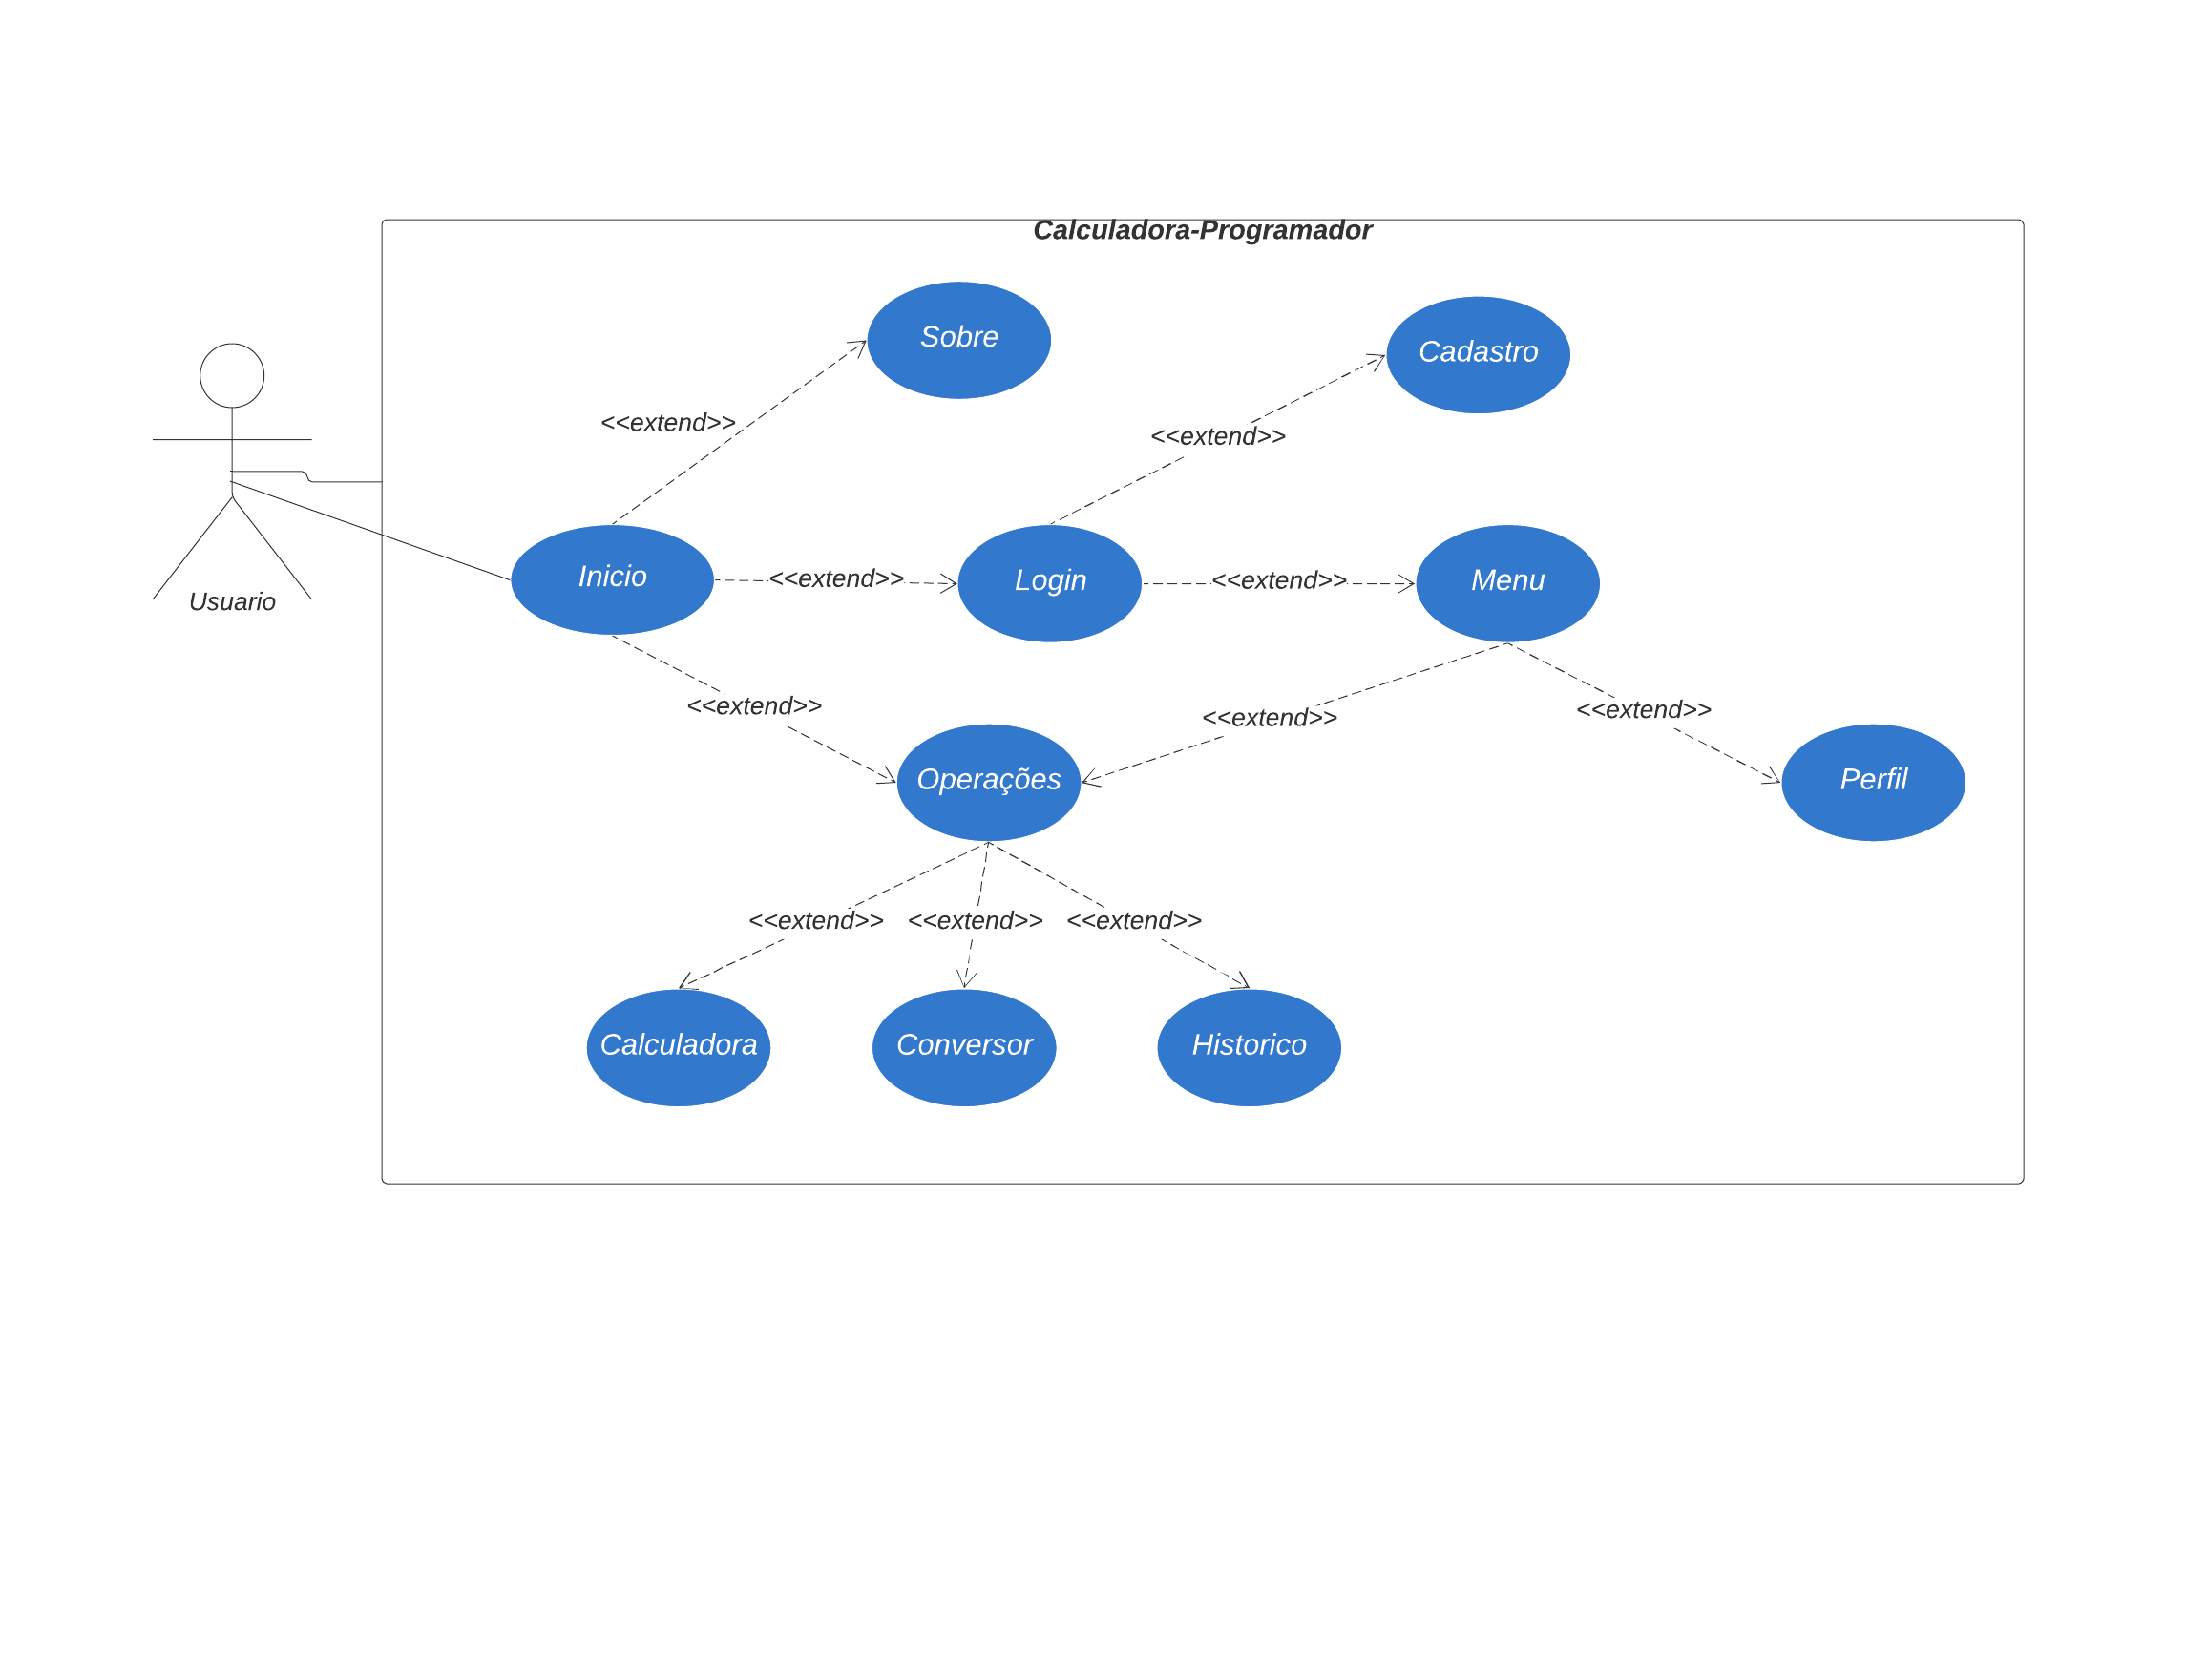 Calculadora-Programador
Sobre
Cadastro
<<extend>>
<<extend>>
Usuario
Inicio
<<extend>>
Login
<<extend>>
Menu
<<extend>>
<<extend>>
<<extend>>
Operações
Perfil
<<extend>>
<<extend>>
<<extend>>
Calculadora
Conversor
Historico